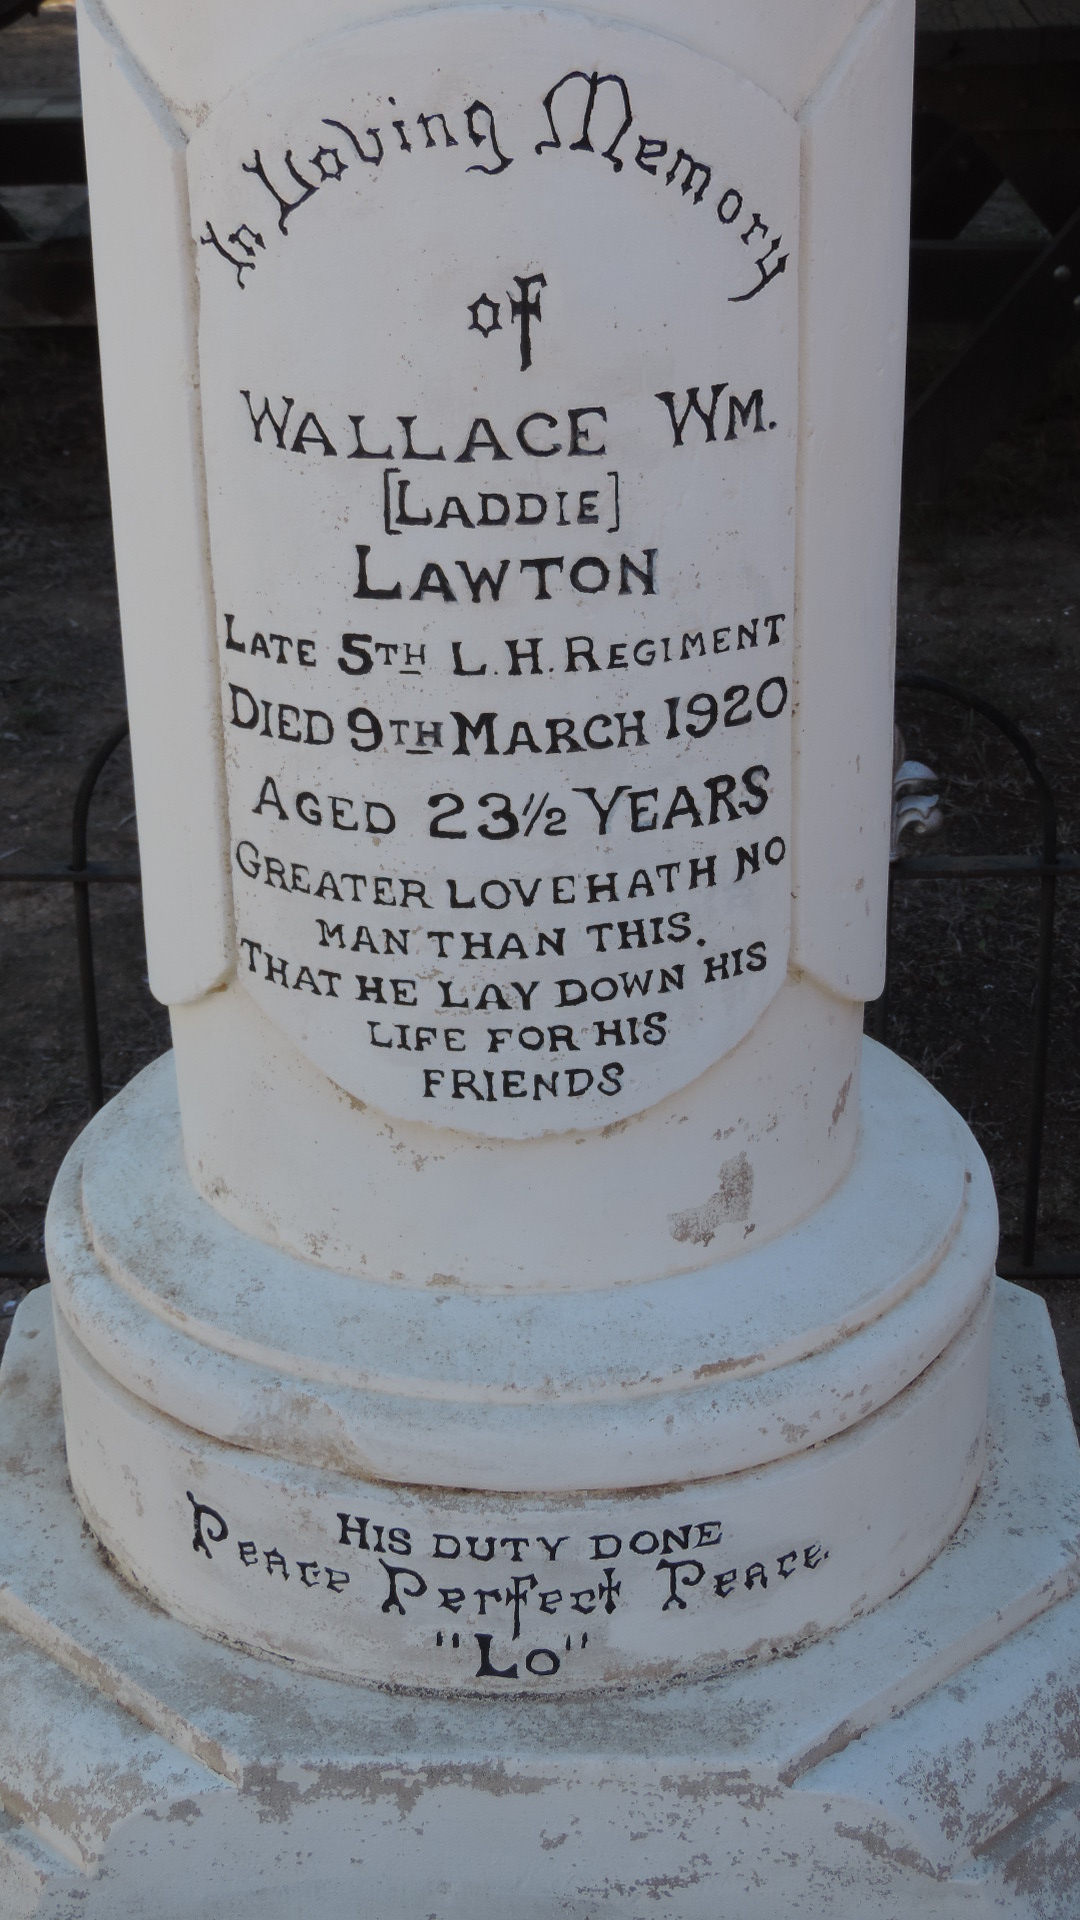 In Loving Memory
of
WALLACE WM.
[LADDIE]
LAWTON
LATE 5TH L.H. REGIMENT
DIED 9TH MARCH 1920
AGED 23½ YEARS
GREATER LOVE HATH NO
MAN THAN THIS.
THAT HE LAY DOWN HIS
LIFE FOR HIS
FRIENDS
HIS DUTY DONE
Peace Perfect Peace.
"LO"